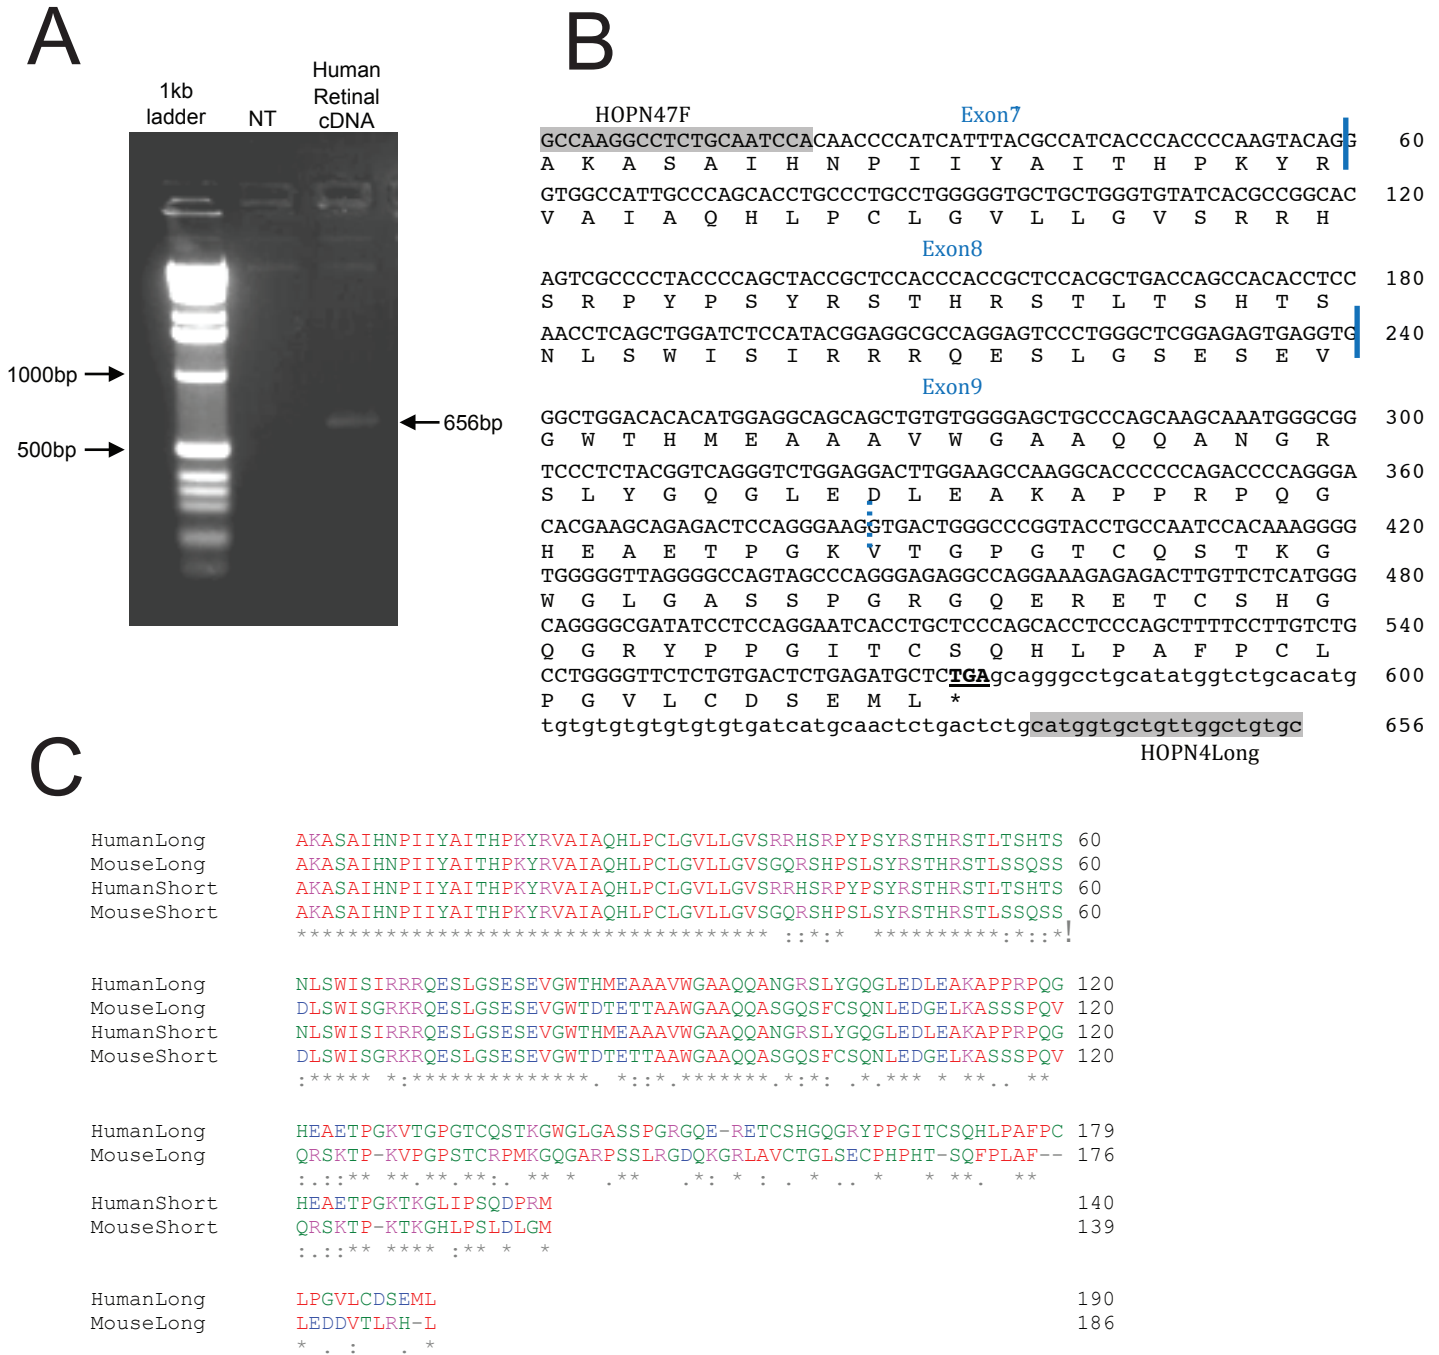 A
1kb
ladder
NT
Human
Retinal
cDNA
1000bp
500bp
656bp
B
HOPN47F
Exon7
GCCAAGGCCTCTGCAATCCACAACCCCATCATTTACGCCATCACCCACCCCAAGTACAGG 60
A K A S A I H N P I I Y A I T H P K Y R
GTGGCCATTGCCCAGCACCTGCCCTGCCTGGGGGTGCTGCTGGGTGTATCACGCCGGCAC 120
V A I A Q H L P C L G V L L G V S R R H
Exon8
AGTCGCCCCTACCCCAGCTACCGCTCCACCCACCGCTCCACGCTGACCAGCCACACCTCC 180
S R P Y P S Y R S T H R S T L T S H T S
AACCTCAGCTGGATCTCCATACGGAGGCGCCAGGAGTCCCTGGGCTCGGAGAGTGAGGTG 240
N L S W I S I R R R Q E S L G S E S E V
Exon9
GGCTGGACACACATGGAGGCAGCAGCTGTGTGGGGAGCTGCCCAGCAAGCAAATGGGCGG 300
G W T H M E A A A V W G A A Q Q A N G R
TCCCTCTACGGTCAGGGTCTGGAGGACTTGGAAGCCAAGGCACCCCCCAGACCCCAGGGA 360
S L Y G Q G L E D L E A K A P P R P Q G
CACGAAGCAGAGACTCCAGGGAAGGTGACTGGGCCCGGTACCTGCCAATCCACAAAGGGG 420
H E A E T P G K V T G P G T C Q S T K G
TGGGGGTTAGGGGCCAGTAGCCCAGGGAGAGGCCAGGAAAGAGAGACTTGTTCTCATGGG 480
W G L G A S S P G R G Q E R E T C S H G
CAGGGGCGATATCCTCCAGGAATCACCTGCTCCCAGCACCTCCCAGCTTTTCCTTGTCTG 540
Q G R Y P P G I T C S Q H L P A F P C L
CCTGGGGTTCTCTGTGACTCTGAGATGCTCTGAgcagggcctgcatatggtctgcacatg 600
P G V L C D S E M L *
tgtgtgtgtgtgtgtgatcatgcaactctgactctgcatggtgctgttggctgtgc 656
HOPN4Long
C
HumanLong AKASAIHNPIIYAITHPKYRVAIAQHLPCLGVLLGVSRRHSRPYPSYRSTHRSTLTSHTS 60
MouseLong AKASAIHNPIIYAITHPKYRVAIAQHLPCLGVLLGVSGQRSHPSLSYRSTHRSTLSSQSS 60
HumanShort AKASAIHNPIIYAITHPKYRVAIAQHLPCLGVLLGVSRRHSRPYPSYRSTHRSTLTSHTS 60
MouseShort AKASAIHNPIIYAITHPKYRVAIAQHLPCLGVLLGVSGQRSHPSLSYRSTHRSTLSSQSS 60
************************************* ::*:* **********:*::*!
HumanLong NLSWISIRRRQESLGSESEVGWTHMEAAAVWGAAQQANGRSLYGQGLEDLEAKAPPRPQG 120
MouseLong DLSWISGRKRQESLGSESEVGWTDTETTAAWGAAQQASGQSFCSQNLEDGELKASSSPQV 120
HumanShort NLSWISIRRRQESLGSESEVGWTHMEAAAVWGAAQQANGRSLYGQGLEDLEAKAPPRPQG 120
MouseShort DLSWISGRKRQESLGSESEVGWTDTETTAAWGAAQQASGQSFCSQNLEDGELKASSSPQV 120
:***** *:**************. *::*.*******.*:*: .*.*** * **.. **
HumanLong HEAETPGKVTGPGTCQSTKGWGLGASSPGRGQE-RETCSHGQGRYPPGITCSQHLPAFPC 179
MouseLong QRSKTP-KVPGPSTCRPMKGQGARPSSLRGDQKGRLAVCTGLSECPHPHT-SQFPLAF-- 176
:.::** **.**.**:. ** * .** .*: * : . * .. * * **. **
HumanShort HEAETPGKTKGLIPSQDPRM 140
MouseShort QRSKTP-KTKGHLPSLDLGM 139
:.::** **** :** * *
HumanLong LPGVLCDSEML 190
MouseLong LEDDVTLRH-L 186
* . : . *